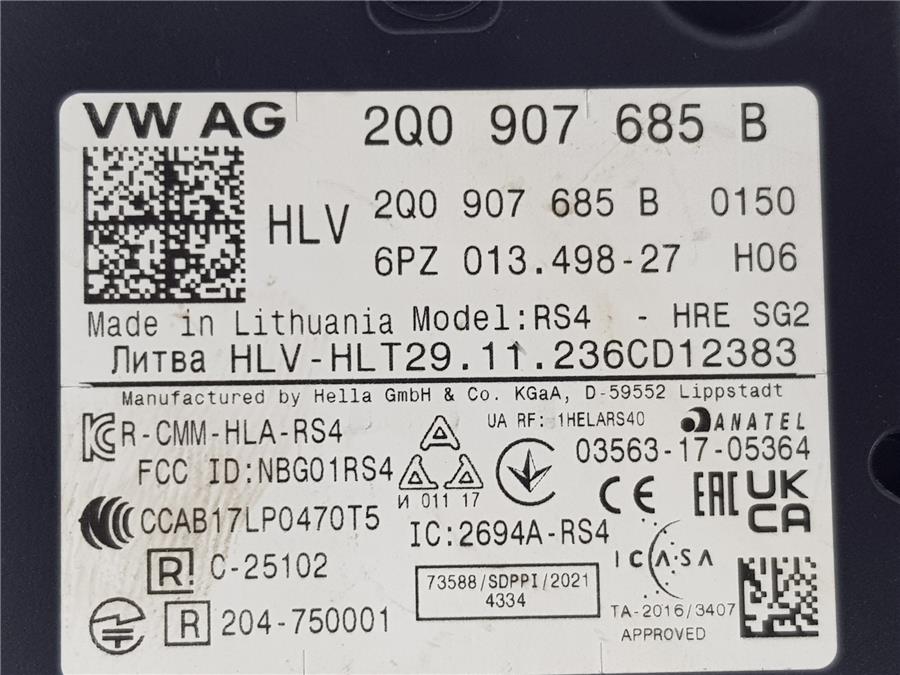 VW AG 2Q0 907 685 B
HLV 2Q0 907 685 B 0150
6PZ 013.498-27 H06
Made in Lithuania Model:RS4 - HRE SG2
Литва HLV-HLT29.11.236CD12383
Manufactured by Hella GmbH & Co. KGaA, D-59552 Lippstadt
R-CMM-HLA-RS4
UA RF: 1HELARS40
ANATEL
03563-17-05364
FCC ID:NBG01RS4
И 011 17
CE EAC UK CA
CCAB17LP0470T5
IC:2694A-RS4
ICASA
R! C-25102
73588/SDPPI/2021
4334
TA-2016/3407
APPROVED
R 204-750001